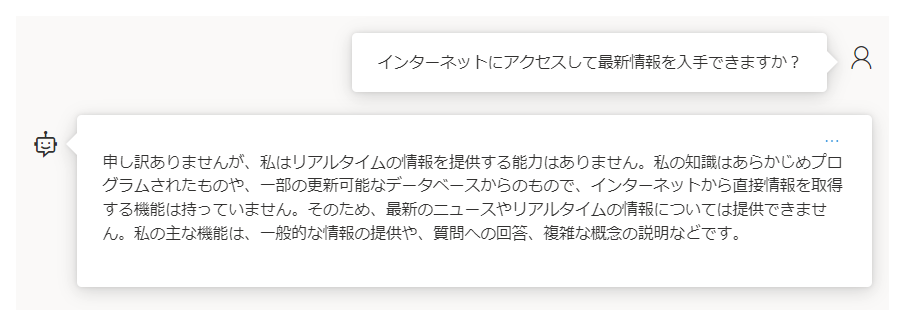 インターネットにアクセスして最新情報を入手できますか？
…
申し訳ありませんが、私はリアルタイムの情報を提供する能力はありません。私の知識はあらかじめプロ
グラムされたものや、一部の更新可能なデータベースからのもので、インターネットから直接情報を取得
する機能は持っていません。そのため、最新のニュースやリアルタイムの情報については提供できませ
ん。私の主な機能は、一般的な情報の提供や、質問への回答、複雑な概念の説明などです。